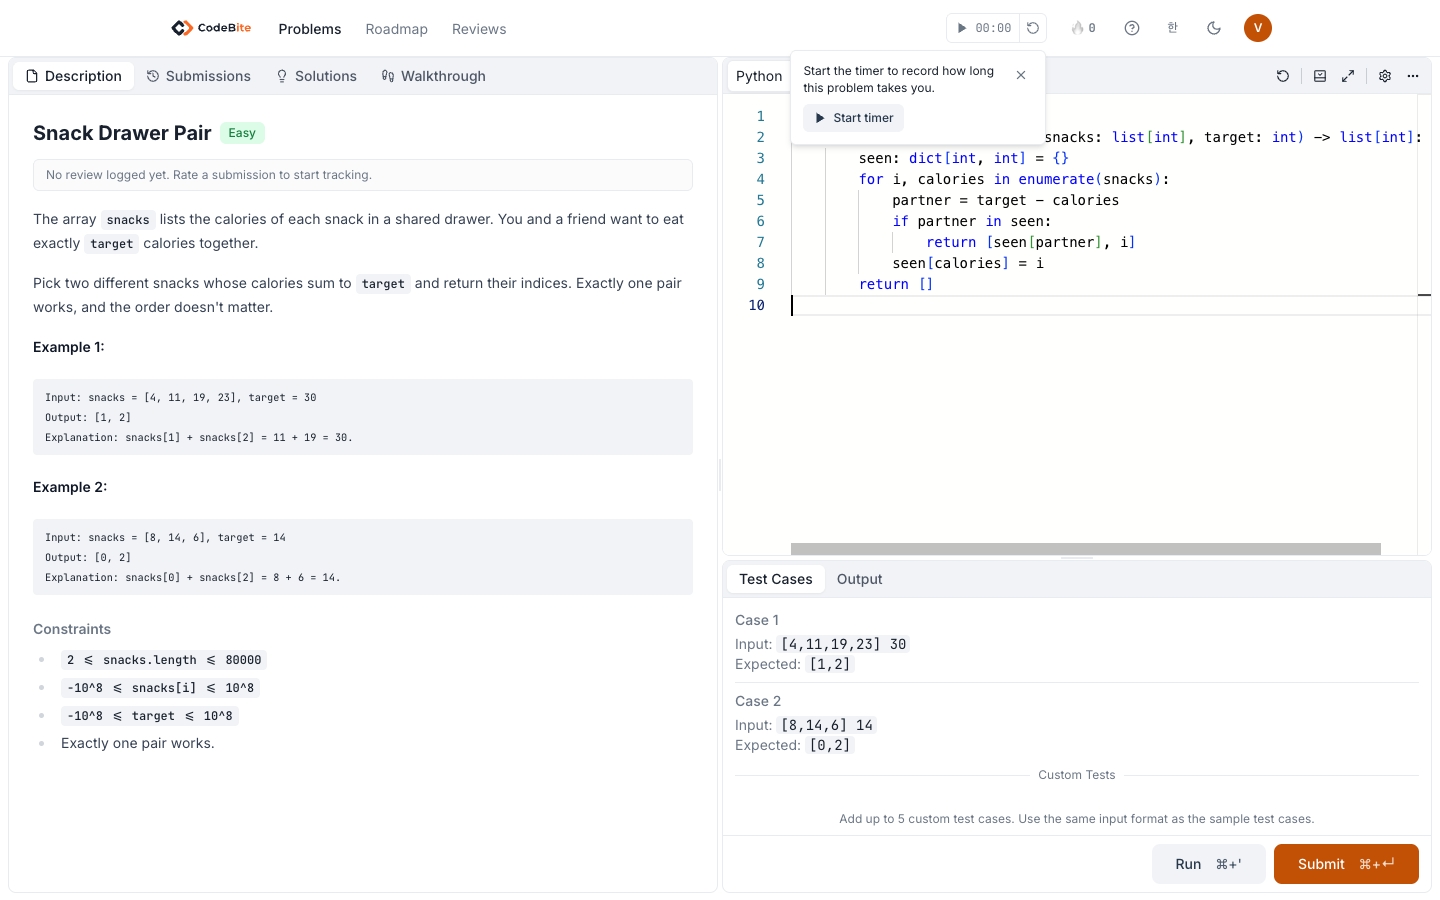 CodeBite Problems Roadmap Reviews 00:00 0 한 V
Description Submissions Solutions Walkthrough
Snack Drawer Pair Easy
No review logged yet. Rate a submission to start tracking.
The array snacks lists the calories of each snack in a shared drawer. You and a friend want to eat
exactly target calories together.
Pick two different snacks whose calories sum to target and return their indices. Exactly one pair
works, and the order doesn't matter.
Example 1:
Input: snacks = [4, 11, 19, 23], target = 30
Output: [1, 2]
Explanation: snacks[1] + snacks[2] = 11 + 19 = 30.
Example 2:
Input: snacks = [8, 14, 6], target = 14
Output: [0, 2]
Explanation: snacks[0] + snacks[2] = 8 + 6 = 14.
Constraints
2 <= snacks.length <= 80000
-10^8 <= snacks[i] <= 10^8
-10^8 <= target <= 10^8
Exactly one pair works.
Python
Start the timer to record how long
this problem takes you.
Start timer
1
2 snacks: list[int], target: int) -> list[int]:
3 seen: dict[int, int] = {}
4 for i, calories in enumerate(snacks):
5 partner = target - calories
6 if partner in seen:
7 return [seen[partner], i]
8 seen[calories] = i
9 return []
10
Test Cases Output
Case 1
Input: [4,11,19,23] 30
Expected: [1,2]
Case 2
Input: [8,14,6] 14
Expected: [0,2]
Custom Tests
Add up to 5 custom test cases. Use the same input format as the sample test cases.
Run ⌘+' Submit ⌘+↵